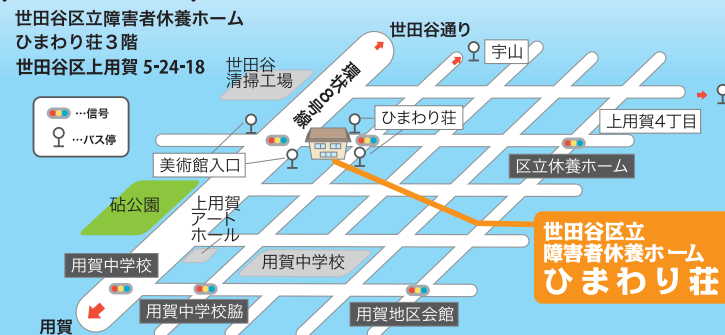 世田谷区立障害者休養ホーム
ひまわり荘3階
世田谷区上用賀 5-24-18
…信号
…バス停
世田谷通り
宇山
世田谷
清掃工場
環状8号線
ひまわり荘
上用賀4丁目
美術館入口
区立休養ホーム
砧公園
上用賀
アート
ホール
世田谷区立
障害者休養ホーム
ひまわり荘
用賀中学校
用賀中学校
用賀中学校脇
用賀地区会館
用賀